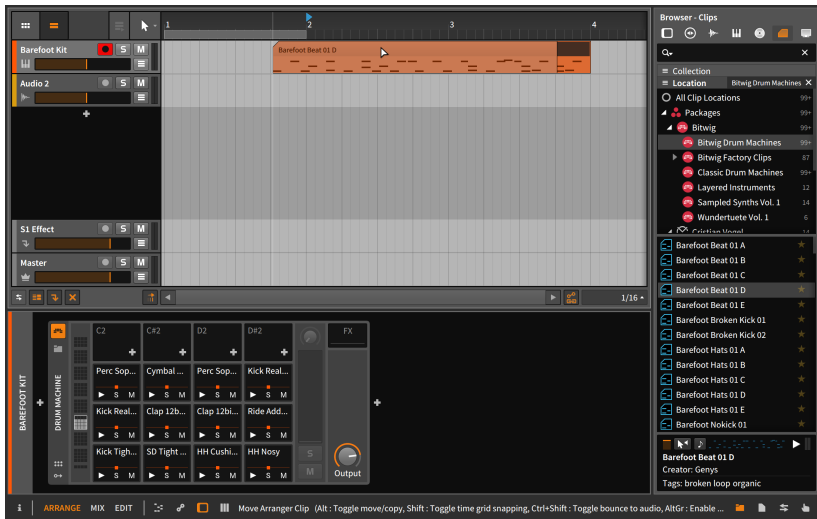 Browser - Clips
1 2 3 4
Barefoot Kit S M
Barefoot Beat 01 D
Audio 2 S M
Collection
Location Bitwig Drum Machines
All Clip Locations 99+
Packages 99+
Bitwig 99+
Bitwig Drum Machines 99+
Bitwig Factory Clips 87
Classic Drum Machines 99+
Layered Instruments 12
Sampled Synths Vol. 1 14
Wundertuete Vol. 1 6
Cristian Vogel 14
S1 Effect S M
Master S M
1/16
Barefoot Beat 01 A
Barefoot Beat 01 B
Barefoot Beat 01 C
Barefoot Beat 01 D
Barefoot Beat 01 E
Barefoot Broken Kick 01
Barefoot Broken Kick 02
Barefoot Hats 01 A
Barefoot Hats 01 B
Barefoot Hats 01 C
Barefoot Hats 01 D
Barefoot Hats 01 E
Barefoot Nokick 01
BAREFOOT KIT
DRUM MACHINE
C2 C#2 D2 D#2 FX
Perc Sop... Cymbal ... Perc Sop... Kick Real...
S M S M S M S M
Kick Real... Clap 12b... Clap 12bi... Ride Add...
S M S M S M S M
Kick Tigh... SD Tight ... HH Cushi... HH Nosy
S M S M S M S M
S
M
Output
Barefoot Beat 01 D
Creator: Genys
Tags: broken loop organic
i ARRANGE MIX EDIT Move Arranger Clip (Alt : Toggle move/copy, Shift : Toggle time grid snapping, Ctrl+Shift : Toggle bounce to audio, AltGr : Enable ...